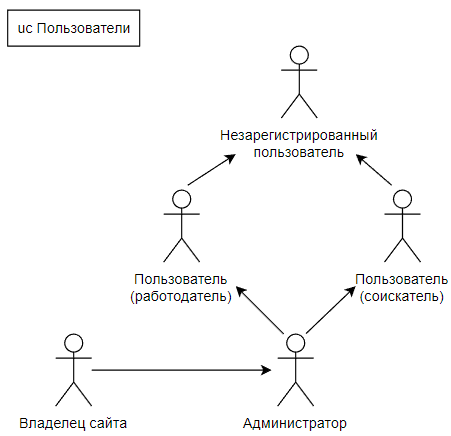 uc Пользователи
Незарегистрированный
пользователь
Пользователь
(работодатель)
Пользователь
(соискатель)
Владелец сайта
Администратор